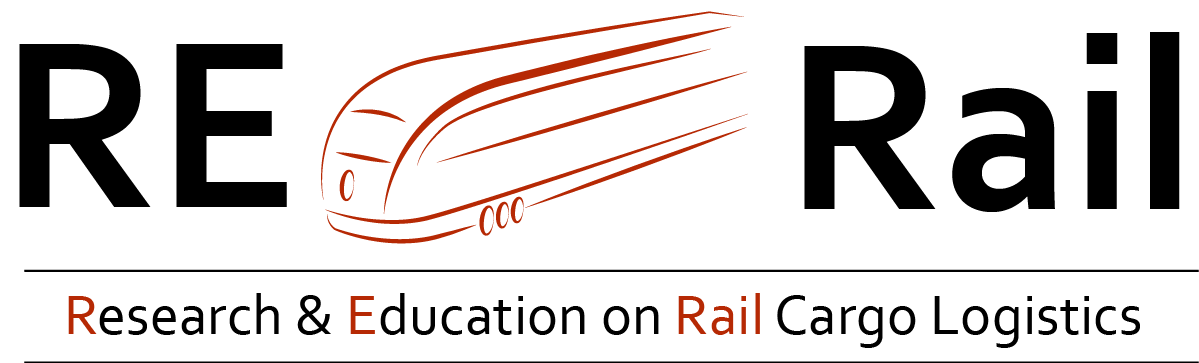 RE Rail
Research & Education on Rail Cargo Logistics